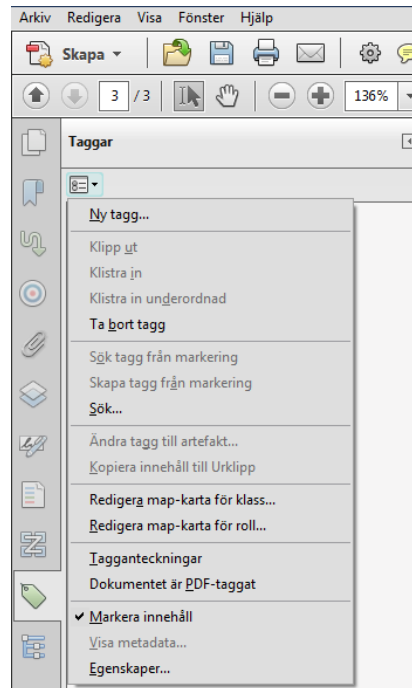 Arkiv Redigera Visa Fönster Hjälp
Skapa
3 / 3 136%
Taggar
Ny tagg...
Klipp ut
Klistra in
Klistra in underordnad
Ta bort tagg
Sök tagg från markering
Skapa tagg från markering
Sök...
Ändra tagg till artefakt...
Kopiera innehåll till Urklipp
Redigera map-karta för klass...
Redigera map-karta för roll...
Tagganteckningar
Dokumentet är PDF-taggat
Markera innehåll
Visa metadata...
Egenskaper...